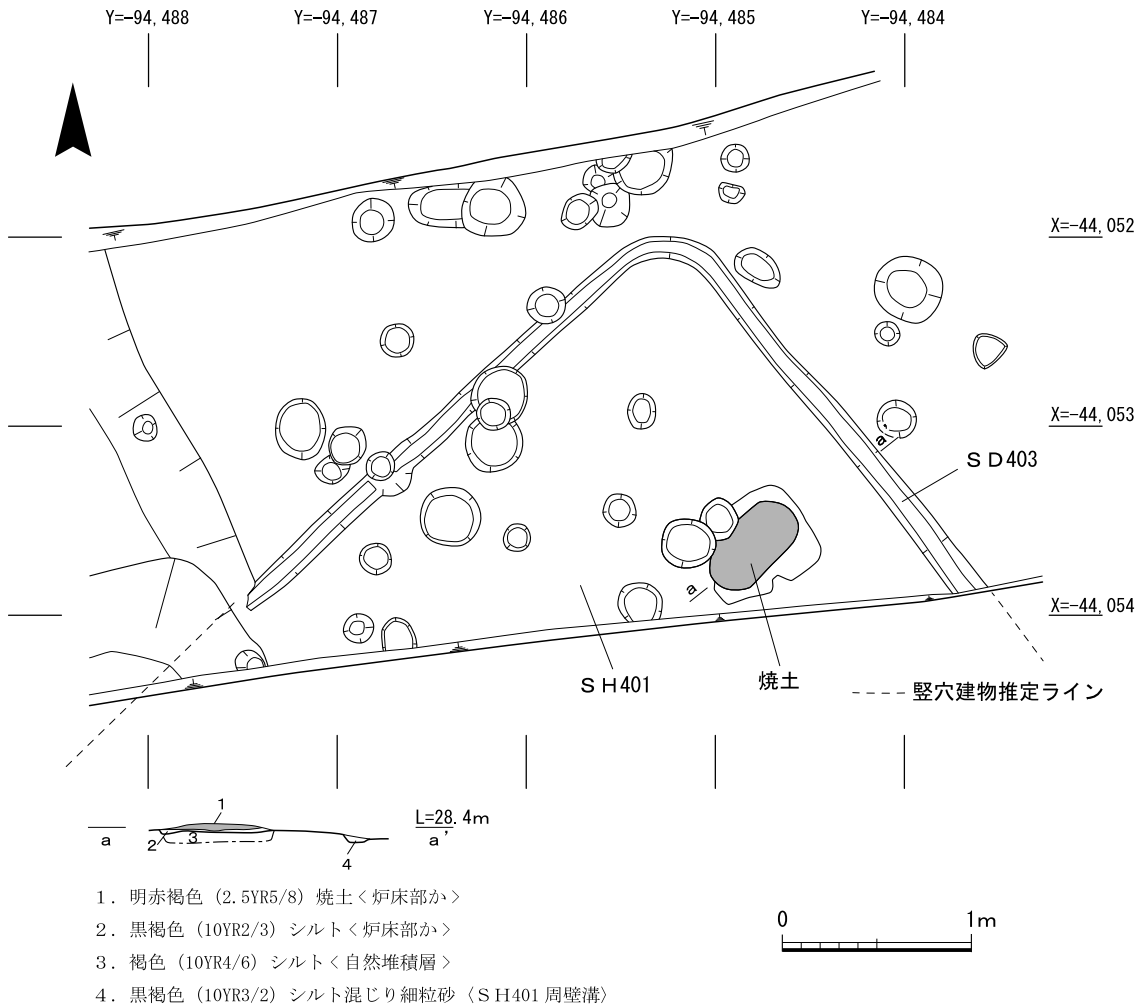 Y=-94,488 Y=-94,487 Y=-94,486 Y=-94,485 Y=-94,484
X=-44,052
X=-44,053
a'
SD403
a
X=-44,054
SH401
焼土
竪穴建物推定ライン
1
L=28.4m
a
2
3
a'
4
1．明赤褐色（2.5YR5/8）焼土＜炉床部か＞
2．黒褐色（10YR2/3）シルト＜炉床部か＞
3．褐色（10YR4/6）シルト＜自然堆積層＞
4．黒褐色（10YR3/2）シルト混じり細粒砂〈ＳＨ401周壁溝〉
0 1m